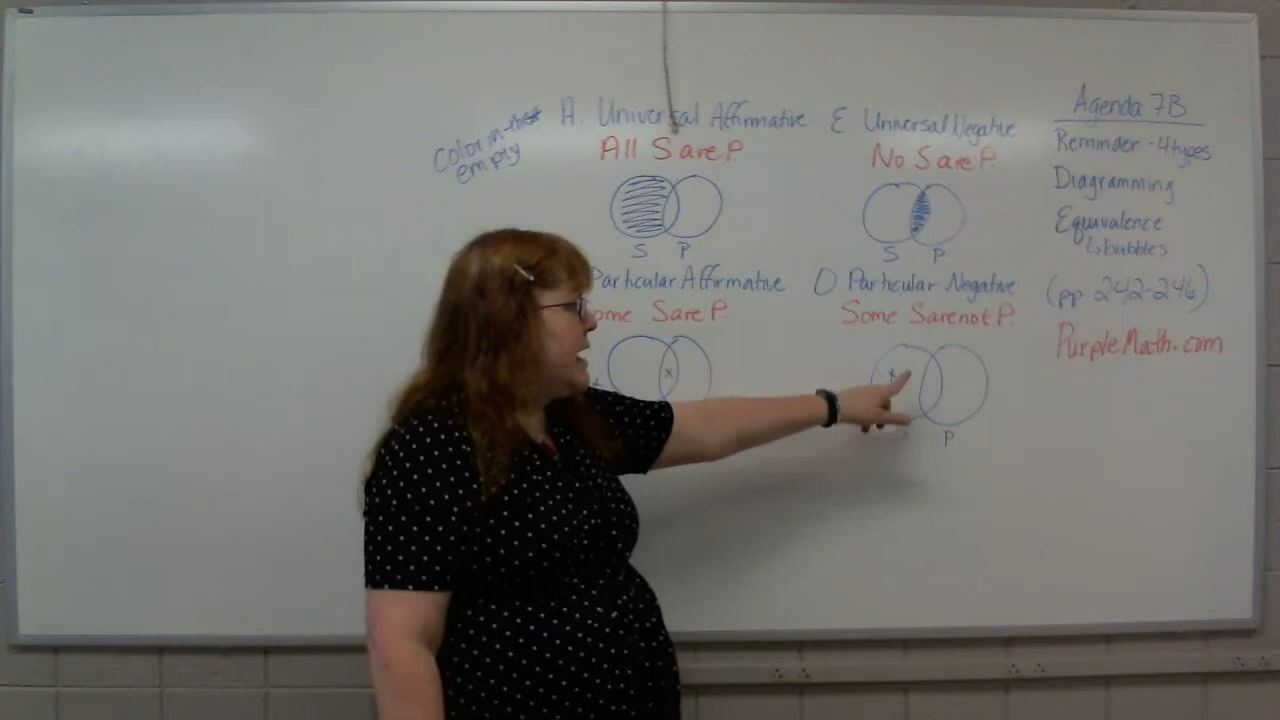 Color in the
empty
A. Universal Affirmative
All S are P.
S P
E Universal Negative
No S are P.
S P
Particular Affirmative
ome S are P.
x
O Particular Negative
Some S are not P.
x
P
Agenda 7B
Reminder - 4 types
Diagramming
Equivalence
↳ bubbles
(pp. 242-246)
PurpleMath.com